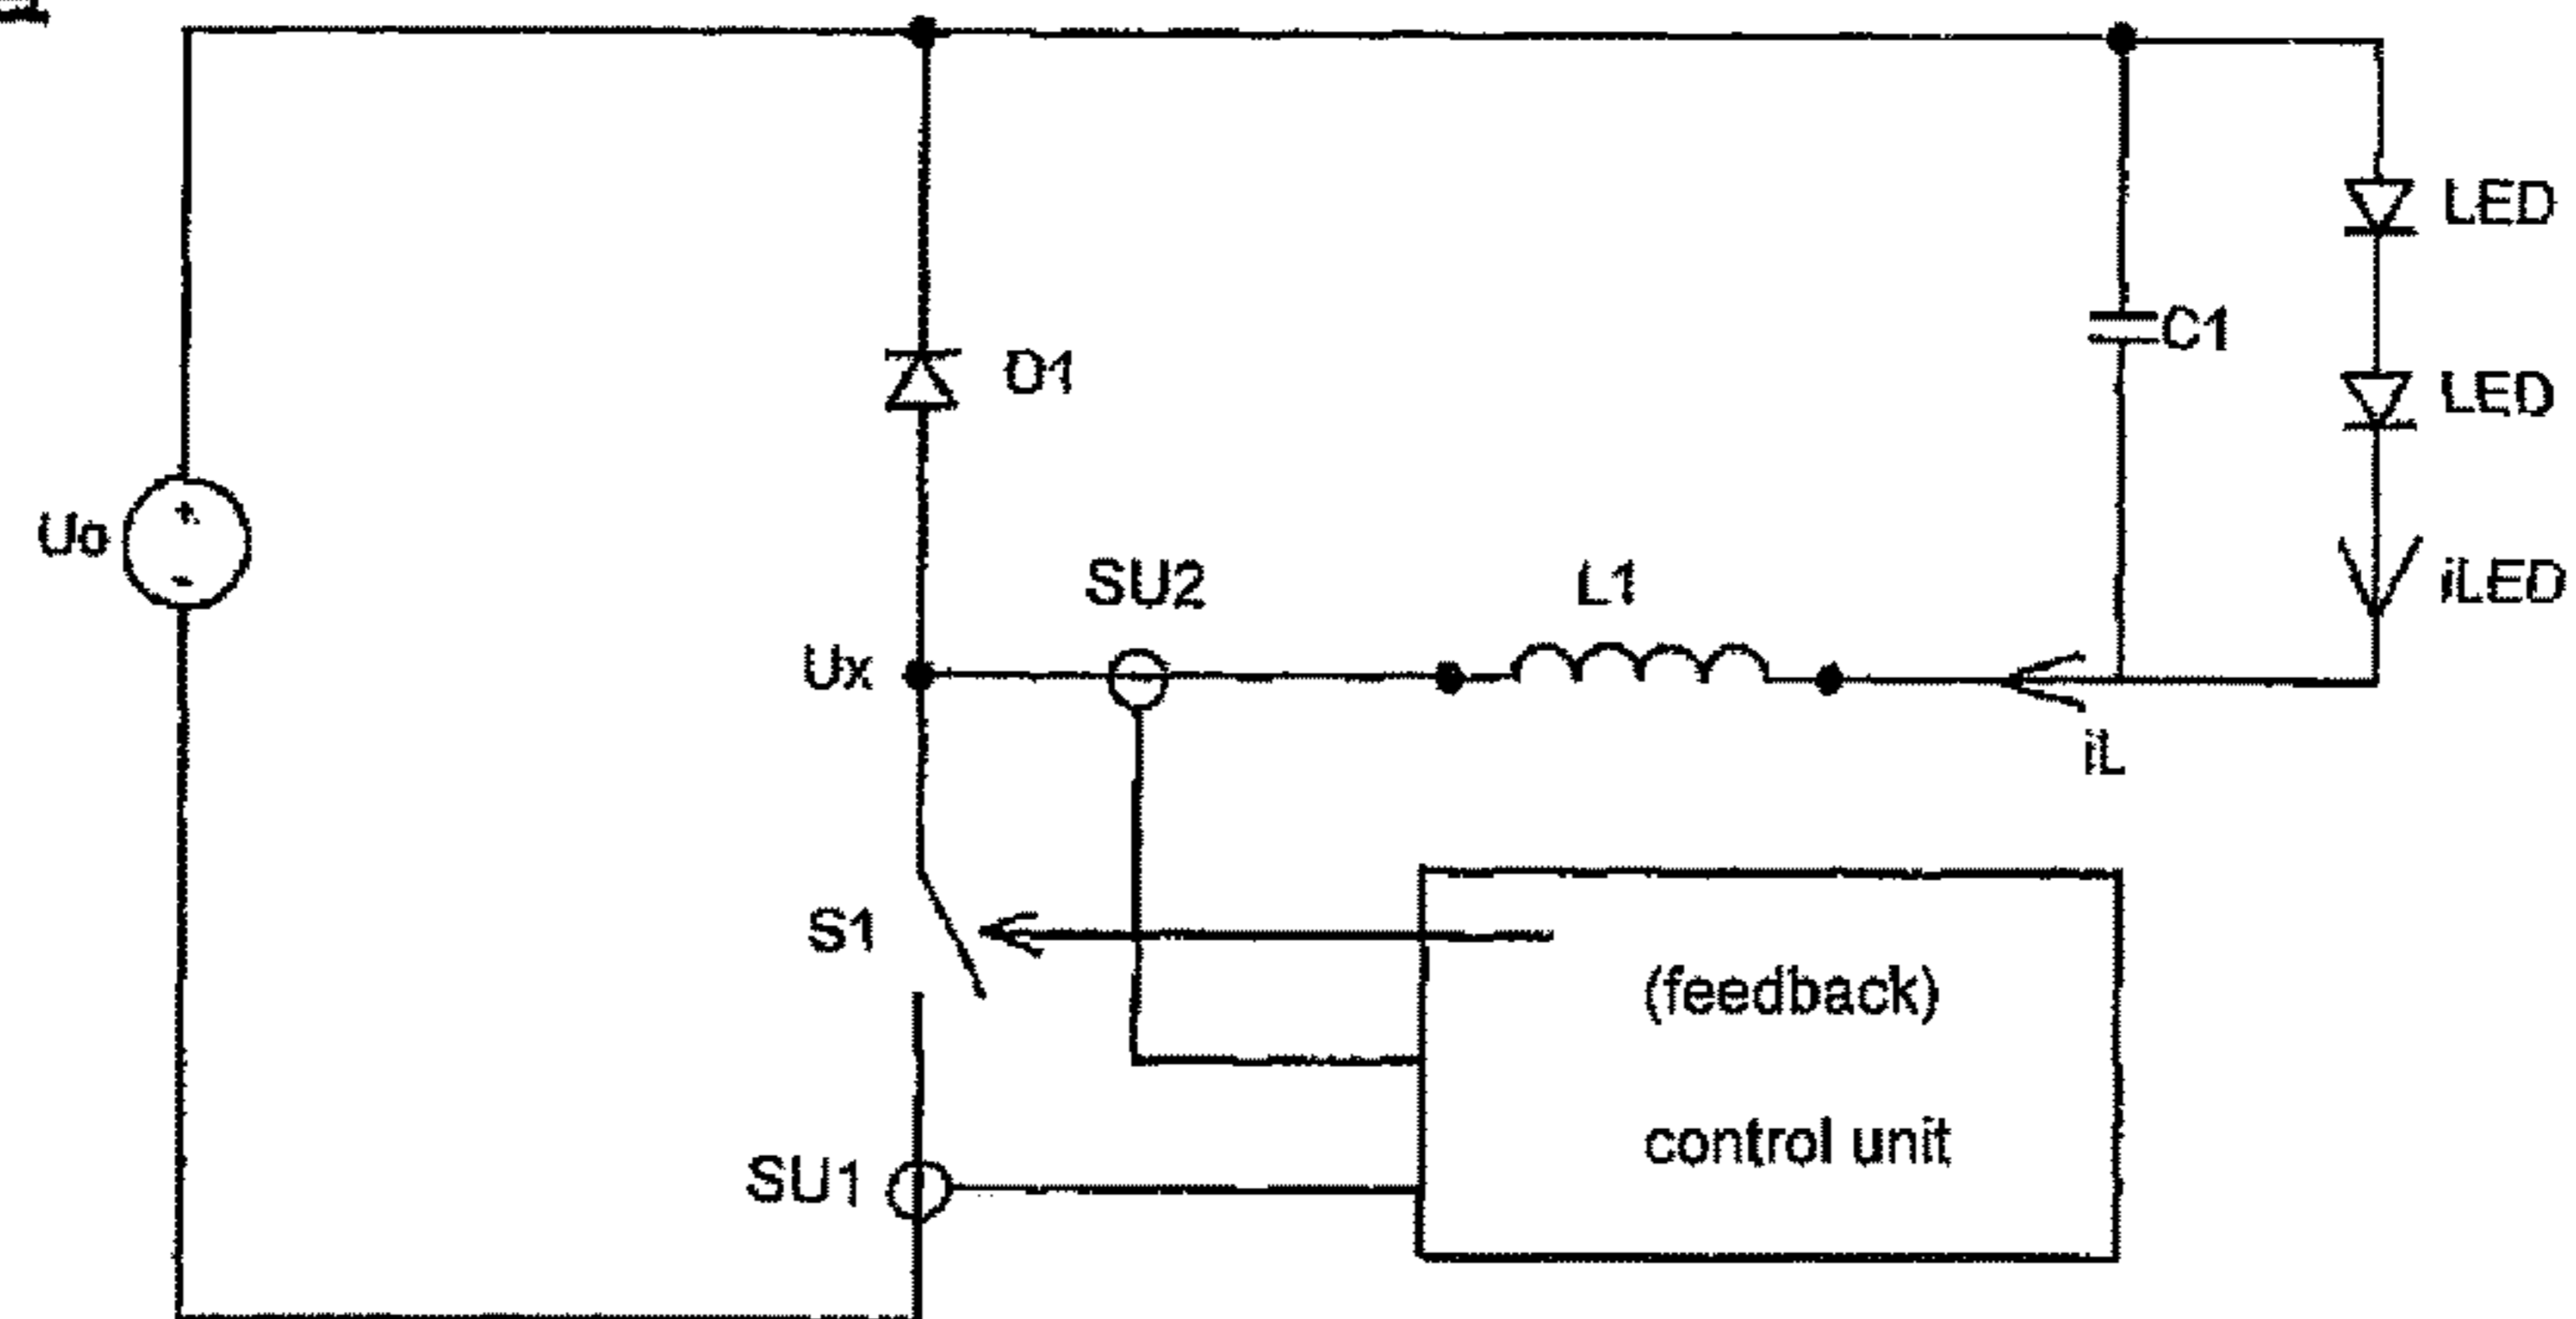 LED
C1
D1
LED
Uo
+
-
SU2
L1
iLED
Ux
iL
S1
(feedback)
control unit
SU1